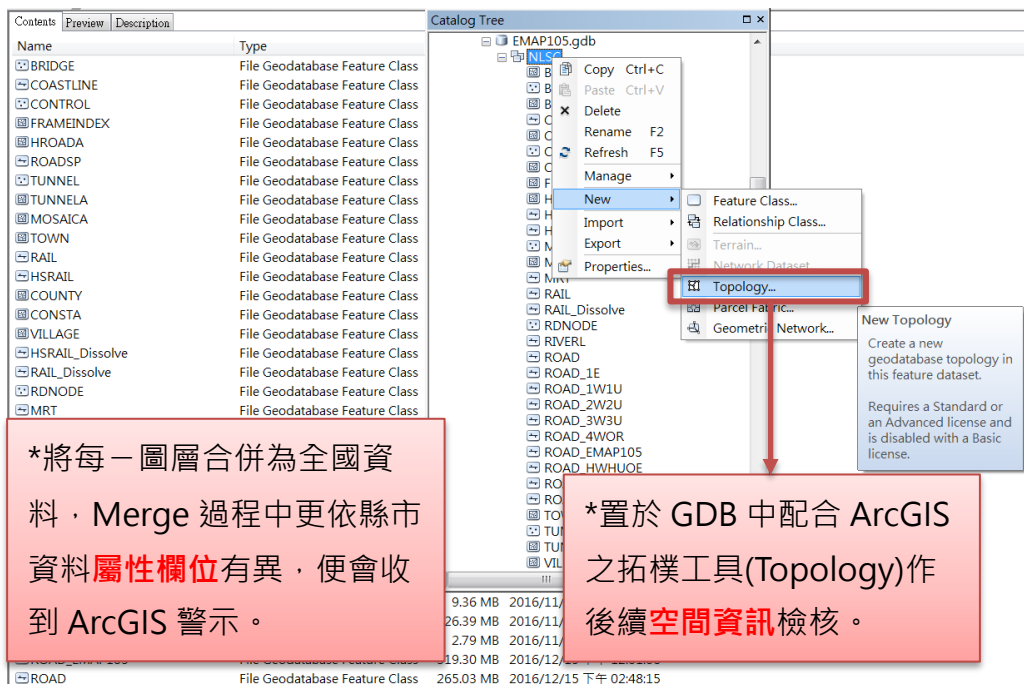 Contents Preview Description
Name Type
BRIDGE File Geodatabase Feature Class
COASTLINE File Geodatabase Feature Class
CONTROL File Geodatabase Feature Class
FRAMEINDEX File Geodatabase Feature Class
HROADA File Geodatabase Feature Class
ROADSP File Geodatabase Feature Class
TUNNEL File Geodatabase Feature Class
TUNNELA File Geodatabase Feature Class
MOSAICA File Geodatabase Feature Class
TOWN File Geodatabase Feature Class
RAIL File Geodatabase Feature Class
HSRAIL File Geodatabase Feature Class
COUNTY File Geodatabase Feature Class
CONSTA File Geodatabase Feature Class
VILLAGE File Geodatabase Feature Class
HSRAIL_Dissolve File Geodatabase Feature Class
RAIL_Dissolve File Geodatabase Feature Class
RDNODE File Geodatabase Feature Class
MRT File Geodatabase Feature Class
Catalog Tree
EMAP105.gdb
NLSC
Copy Ctrl+C
Paste Ctrl+V
Delete
Rename F2
Refresh F5
Manage
New
Import
Export
Properties...
Feature Class...
Relationship Class...
Terrain...
Network Dataset
Topology...
Parcel Fabric...
Geometric Network...
New Topology
Create a new
geodatabase topology in
this feature dataset.
Requires a Standard or
an Advanced license and
is disabled with a Basic
license.
MRT
RAIL
RAIL_Dissolve
RDNODE
RIVERL
ROAD
ROAD_1E
ROAD_1W1U
ROAD_2W2U
ROAD_3W3U
ROAD_4WOR
ROAD_EMAP105
ROAD_HWHUOE
*將每一圖層合併為全國資
料，Merge 過程中更依縣市
資料屬性欄位有異，便會收
到 ArcGIS 警示。
*置於 GDB 中配合 ArcGIS
之拓樸工具(Topology)作
後續空間資訊檢核。
9.36 MB 2016/11/
26.39 MB 2016/11/
2.79 MB 2016/11/
ROAD File Geodatabase Feature Class 265.03 MB 2016/12/15 下午 02:48:15